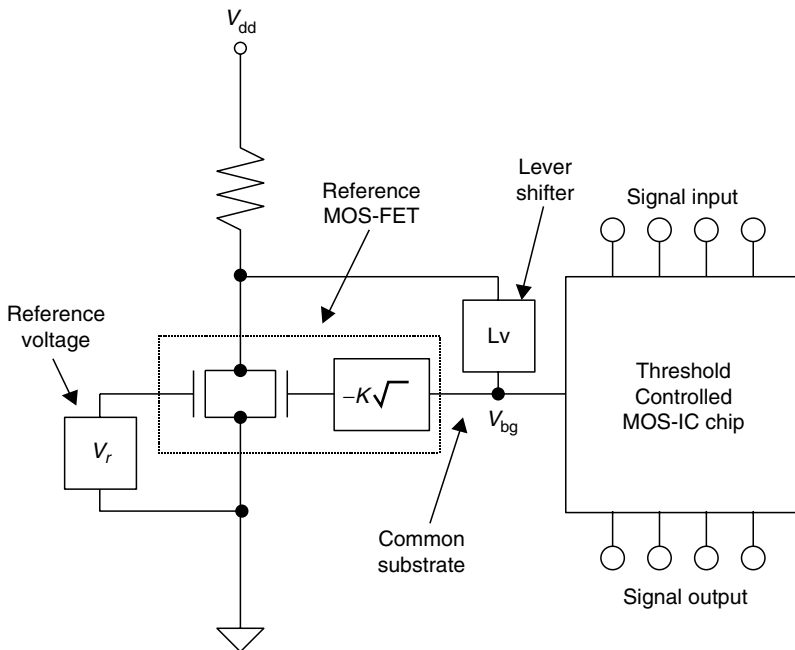 V_dd
Lever
shifter
Reference
MOS-FET
Signal input
Reference
voltage
Lv
Threshold
Controlled
MOS-IC chip
–K√
V_r
V_bg
Common
substrate
Signal output